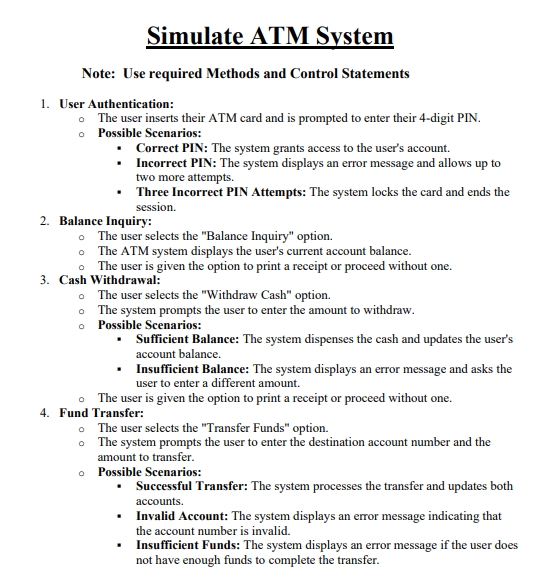 Simulate ATM System
Note: Use required Methods and Control Statements
1. User Authentication:
o The user inserts their ATM card and is prompted to enter their 4-digit PIN.
o Possible Scenarios:
▪ Correct PIN: The system grants access to the user's account.
▪ Incorrect PIN: The system displays an error message and allows up to
two more attempts.
▪ Three Incorrect PIN Attempts: The system locks the card and ends the
session.
2. Balance Inquiry:
o The user selects the "Balance Inquiry" option.
o The ATM system displays the user's current account balance.
o The user is given the option to print a receipt or proceed without one.
3. Cash Withdrawal:
o The user selects the "Withdraw Cash" option.
o The system prompts the user to enter the amount to withdraw.
o Possible Scenarios:
▪ Sufficient Balance: The system dispenses the cash and updates the user's
account balance.
▪ Insufficient Balance: The system displays an error message and asks the
user to enter a different amount.
o The user is given the option to print a receipt or proceed without one.
4. Fund Transfer:
o The user selects the "Transfer Funds" option.
o The system prompts the user to enter the destination account number and the
amount to transfer.
o Possible Scenarios:
▪ Successful Transfer: The system processes the transfer and updates both
accounts.
▪ Invalid Account: The system displays an error message indicating that
the account number is invalid.
▪ Insufficient Funds: The system displays an error message if the user does
not have enough funds to complete the transfer.